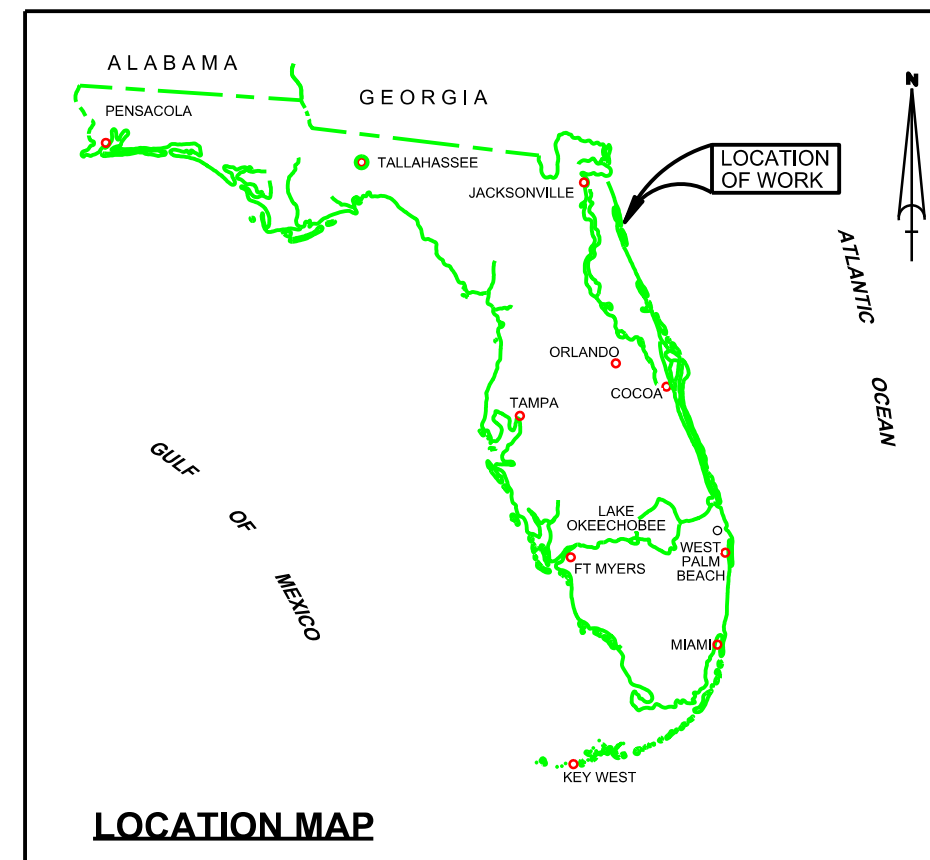 ALABAMA
GEORGIA
N
PENSACOLA
TALLAHASSEE
JACKSONVILLE
LOCATION
OF WORK
ATLANTIC
OCEAN
ORLANDO
COCOA
TAMPA
GULF
OF
MEXICO
LAKE
OKEECHOBEE
WEST
PALM
BEACH
FT MYERS
MIAMI
KEY WEST
LOCATION MAP